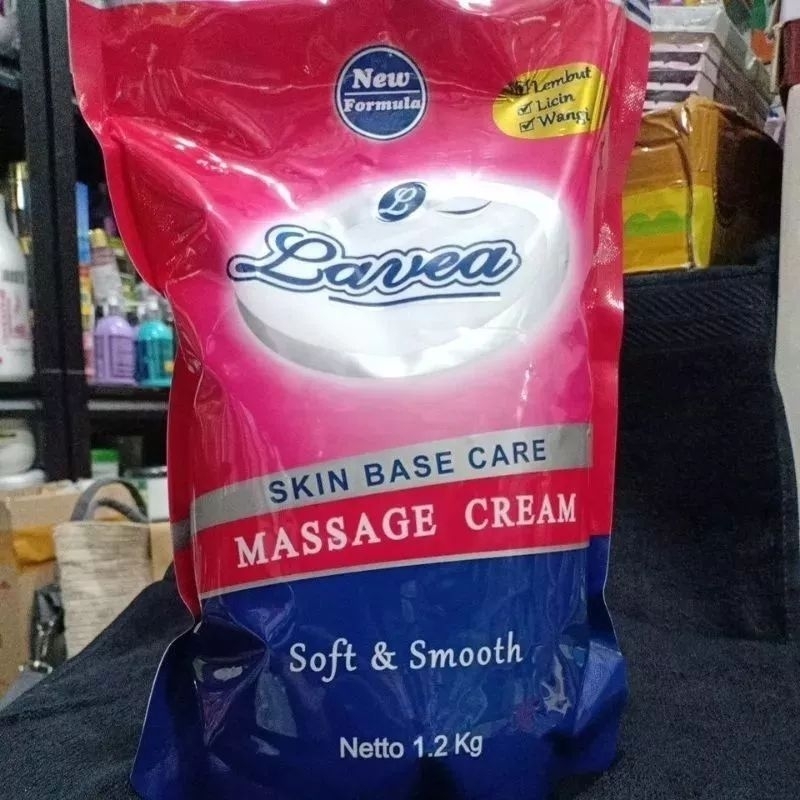 New
Formula
Lembut
Licin
Wangi
L
Lavea
SKIN BASE CARE
MASSAGE CREAM
Soft & Smooth
Netto 1.2 Kg